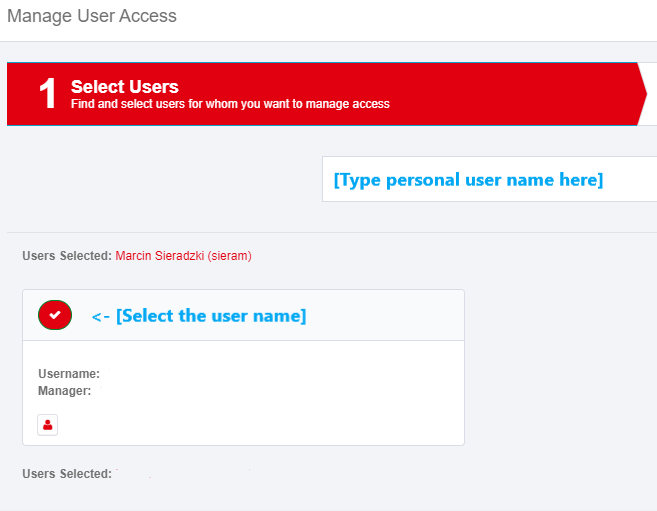 Manage User Access
1 Select Users
Find and select users for whom you want to manage access
[Type personal user name here]
Users Selected: Marcin Sieradzki (sieram)
<- [Select the user name]
Username:
Manager:
Users Selected: